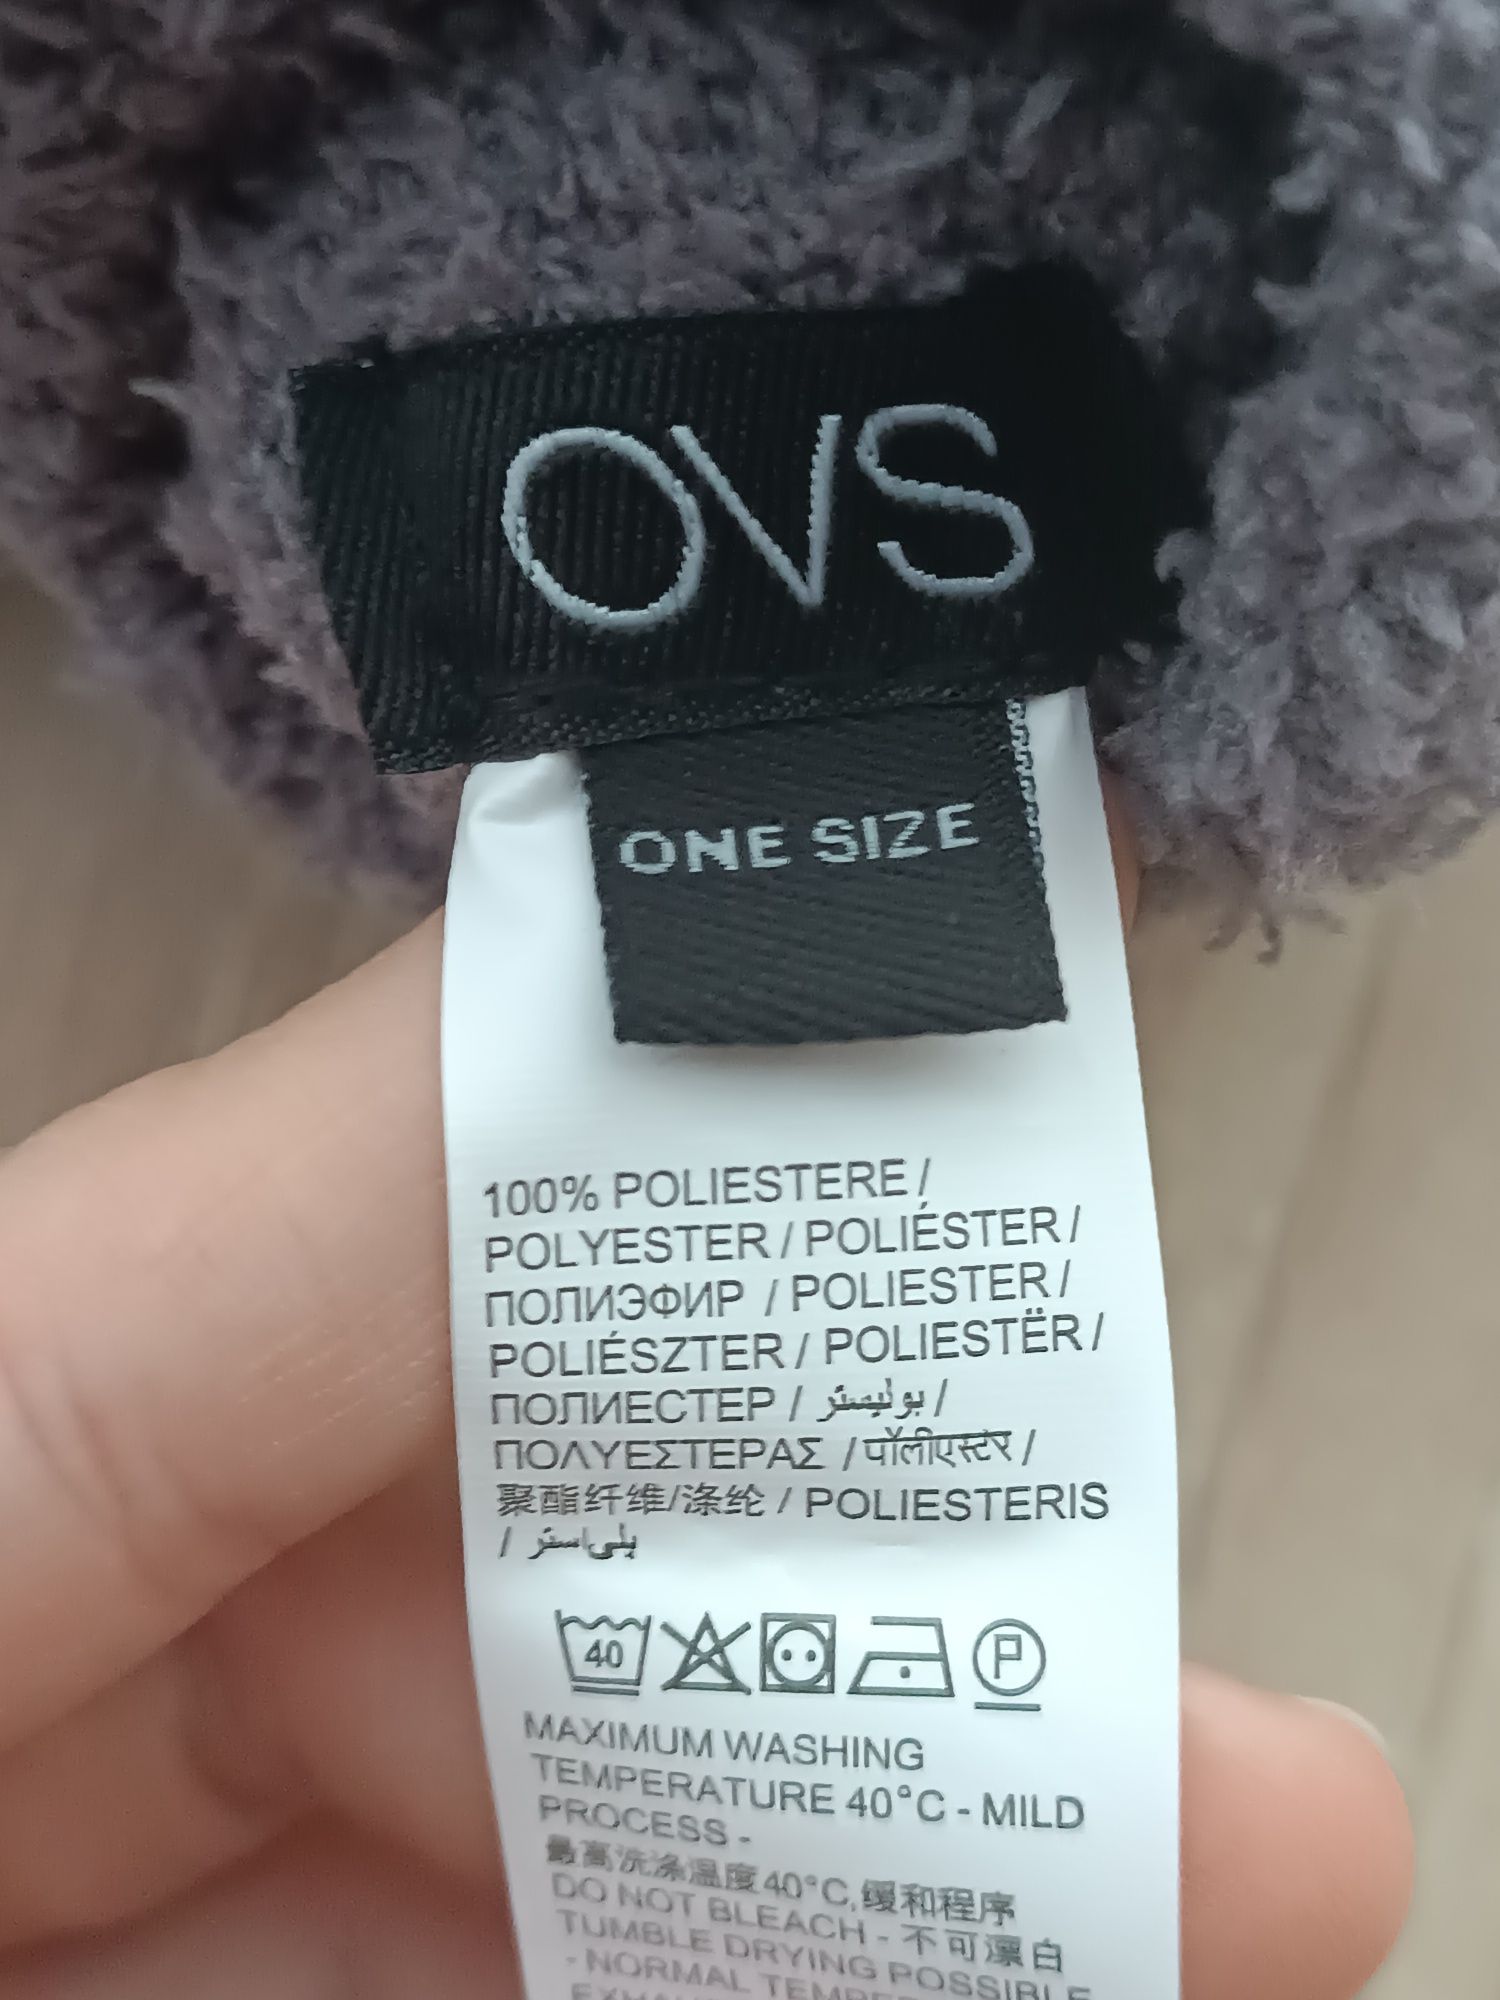 OVS
ONE SIZE
100% POLIESTERE /
POLYESTER / POLIÉSTER /
ПОЛИЭФИР / POLIESTER /
POLIÉSZTER / POLIESTËR /
ПОЛИЕСТЕР / بوليستر /
ΠΟΛΥΕΣΤΕΡΑΣ / पॉलीएस्टर /
聚酯纤维/涤纶 / POLIESTERIS
/ پلی‌استر
40
P
MAXIMUM WASHING
TEMPERATURE 40°C - MILD
PROCESS -
最高洗涤温度40°C,缓和程序
DO NOT BLEACH - 不可漂白
TUMBLE DRYING POSSIBLE
- NORMAL